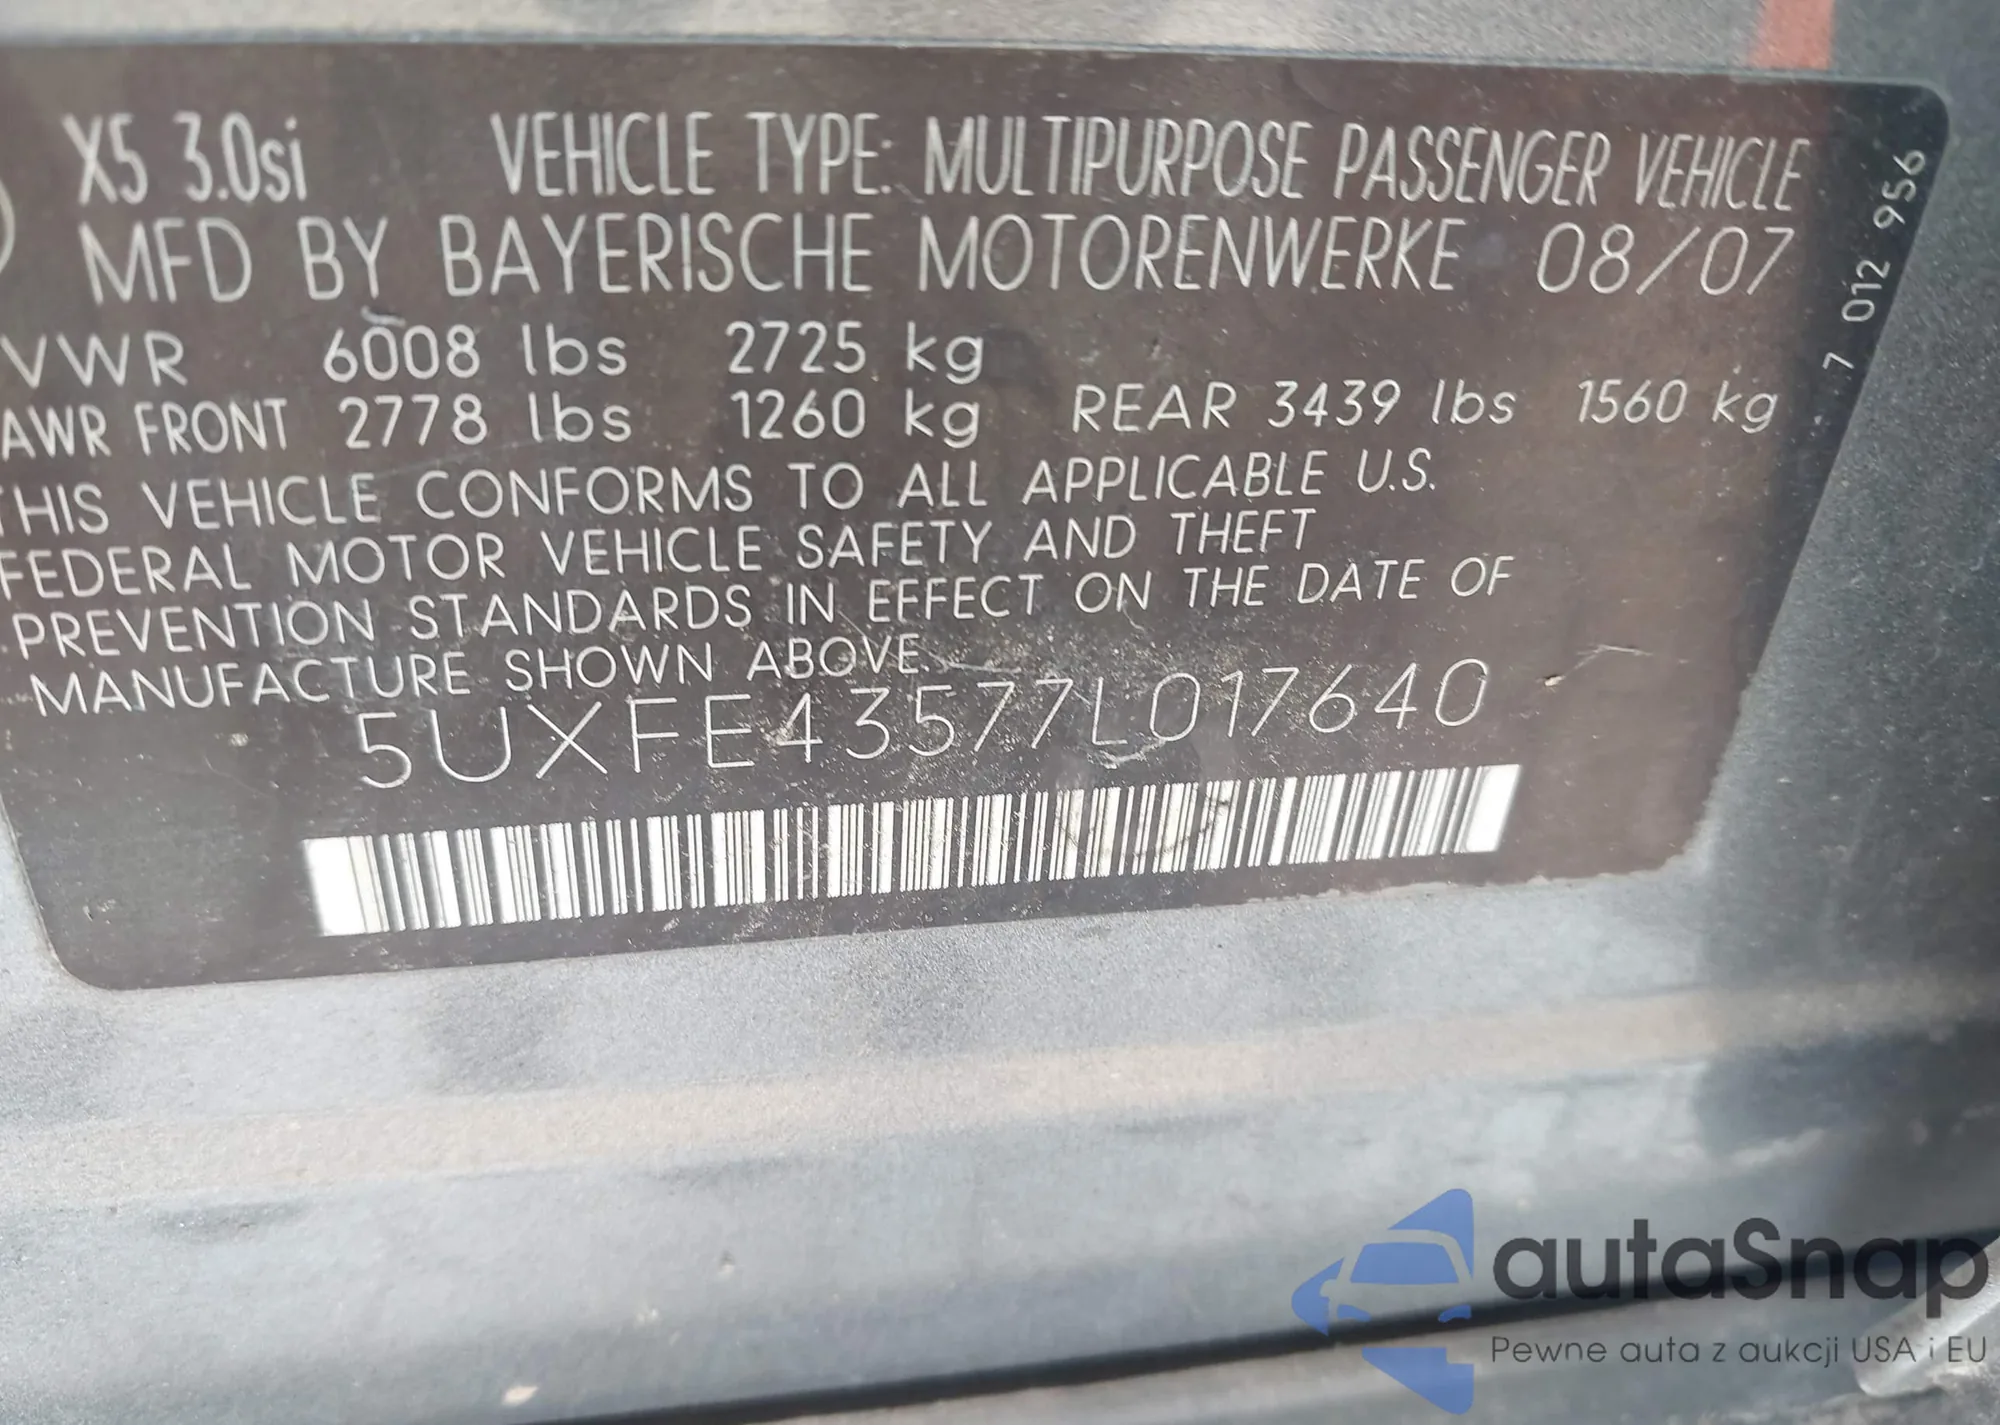 X5 3.0si VEHICLE TYPE: MULTIPURPOSE PASSENGER VEHICLE
MFD BY BAYERISCHE MOTORENWERKE 08/07
VWR 6008 lbs 2725 kg
AWR FRONT 2778 lbs 1260 kg REAR 3439 lbs 1560 kg
THIS VEHICLE CONFORMS TO ALL APPLICABLE U.S.
FEDERAL MOTOR VEHICLE SAFETY AND THEFT
PREVENTION STANDARDS IN EFFECT ON THE DATE OF
MANUFACTURE SHOWN ABOVE.
5UXFE43577L017640
7 012 956
autaSnap
Pewne auta z aukcji USA i EU